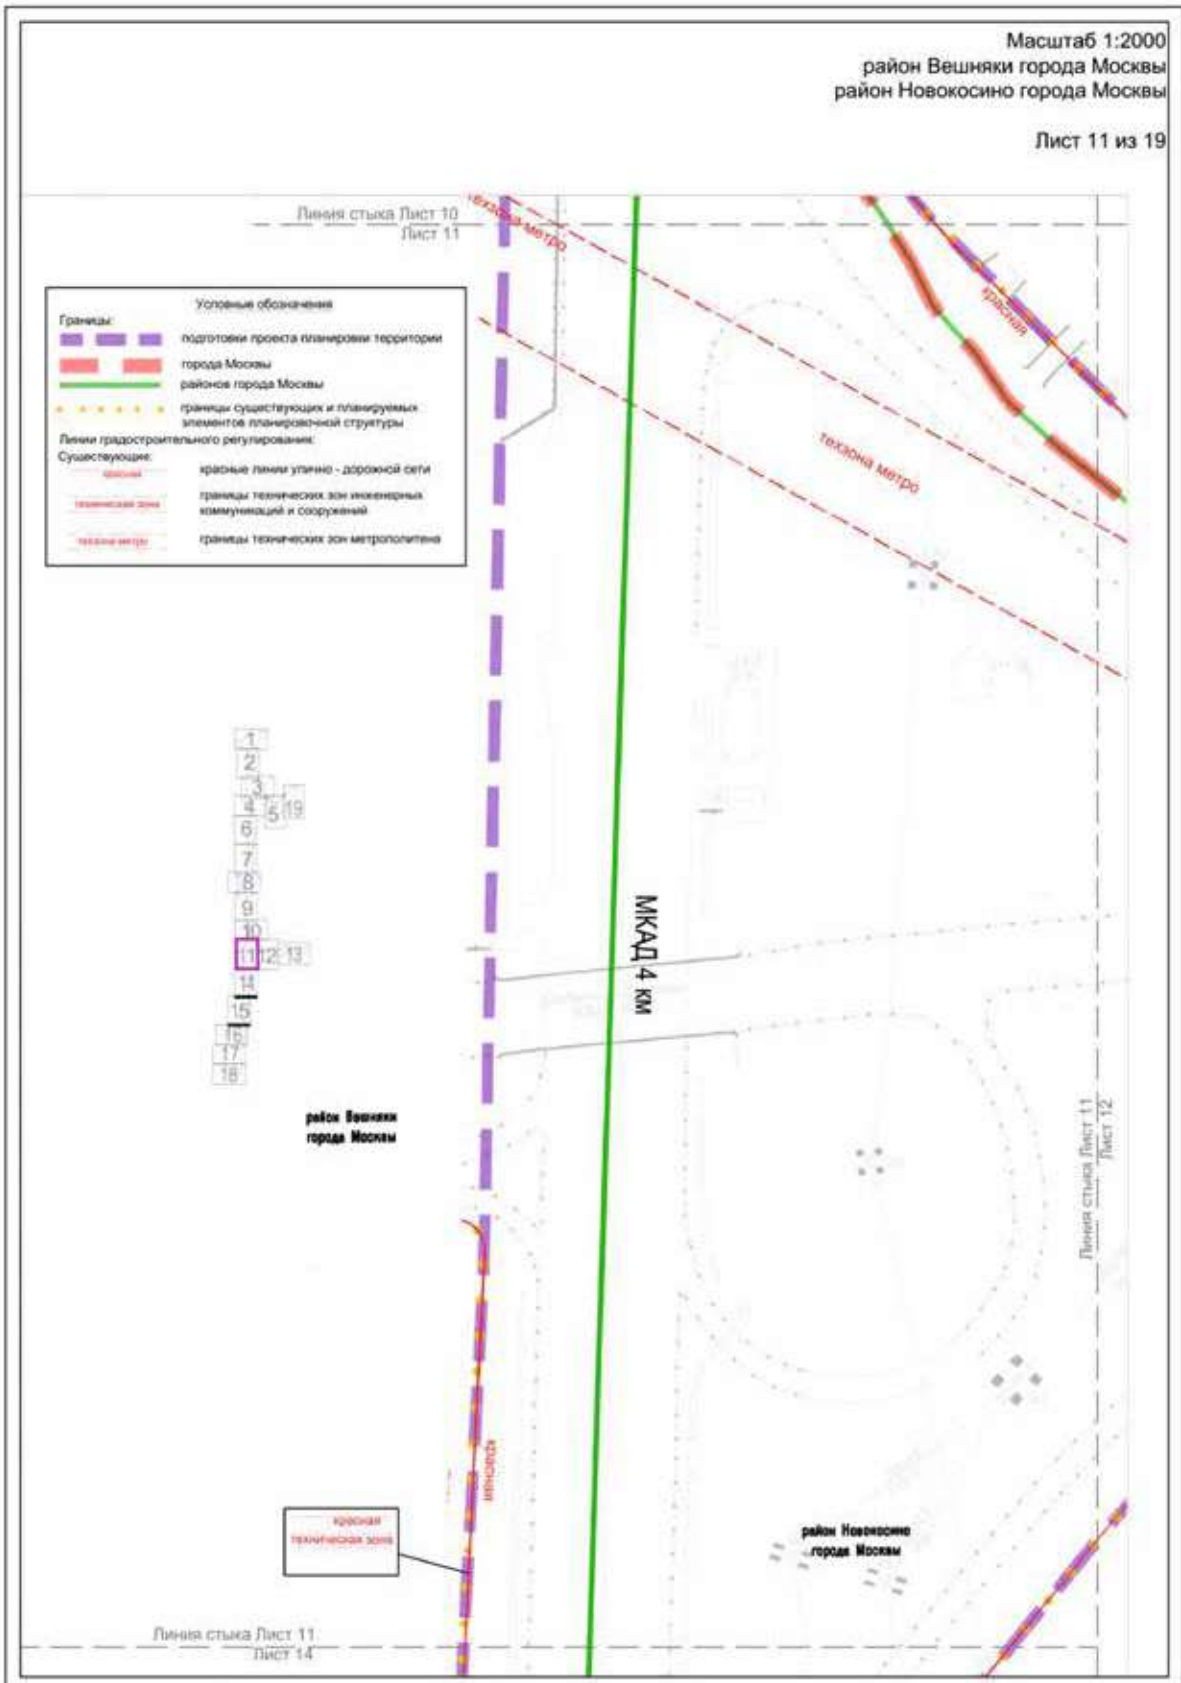 Масштаб 1:2000
район Вешняки города Москвы
район Новокосино города Москвы
Лист 11 из 19
Линия стыка Лист 10
Лист 11
техзона метро
красная
техзона метро
Условные обозначения
Границы:
подготовки проекта планировки территории
города Москвы
районов города Москвы
границы существующих и планируемых
элементов планировочной структуры
Линии градостроительного регулирования:
Существующие:
красная
красные линии улично - дорожной сети
техническая зона
границы технических зон инженерных
коммуникаций и сооружений
техзона метро
границы технических зон метрополитена
1
2
3
4 5 19
6
7
8
9
10
11 12 13
14
15
16
17
18
МКАД 4 км
район Вешняки
города Москвы
Линия стыка Лист 11
Лист 12
красная
красная
техническая зона
район Новокосино
города Москвы
Линия стыка Лист 11
Лист 14